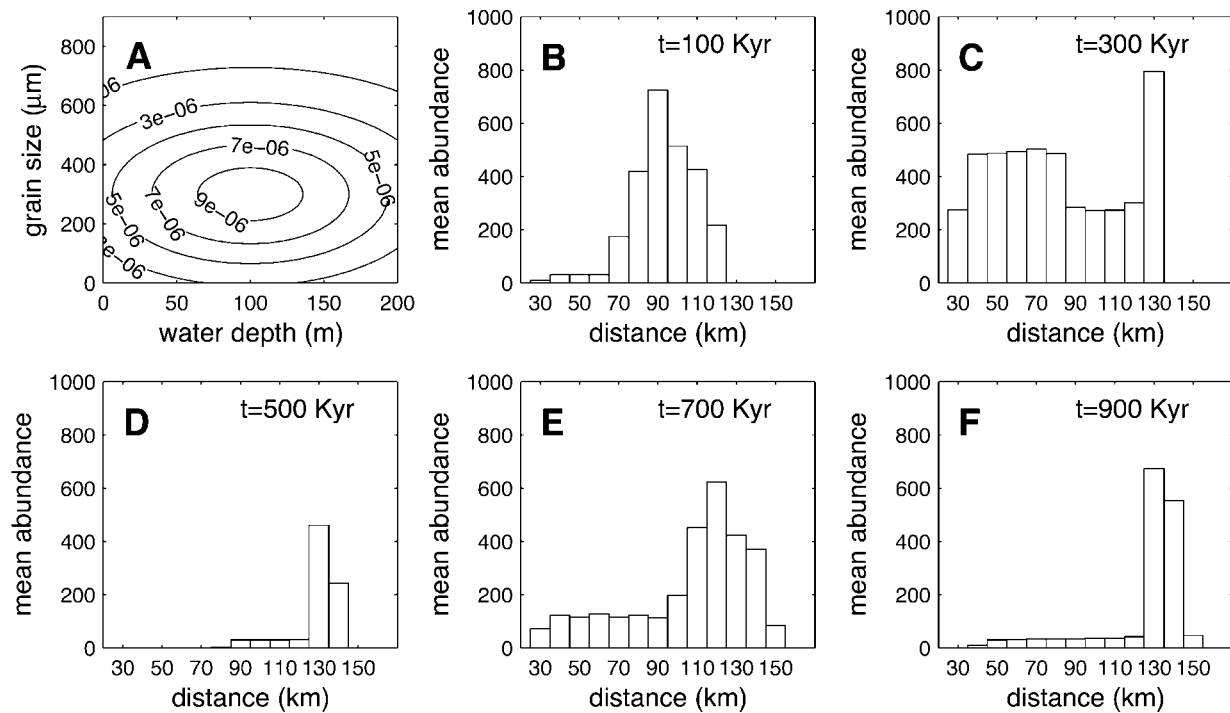 A
800
600
400
200
0
grain size (μm)
-06
3e-06
7e-06
5e-06
9e-06
7e-06
5e-06
3e-06
0 50 100 150 200
water depth (m)
B
t=100 Kyr
1000
800
600
400
200
0
mean abundance
30 50 70 90 110 130 150
distance (km)
C
t=300 Kyr
1000
800
600
400
200
0
mean abundance
30 50 70 90 110 130 150
distance (km)
D
t=500 Kyr
1000
800
600
400
200
0
mean abundance
30 50 70 90 110 130 150
distance (km)
E
t=700 Kyr
1000
800
600
400
200
0
mean abundance
30 50 70 90 110 130 150
distance (km)
F
t=900 Kyr
1000
800
600
400
200
0
mean abundance
30 50 70 90 110 130 150
distance (km)